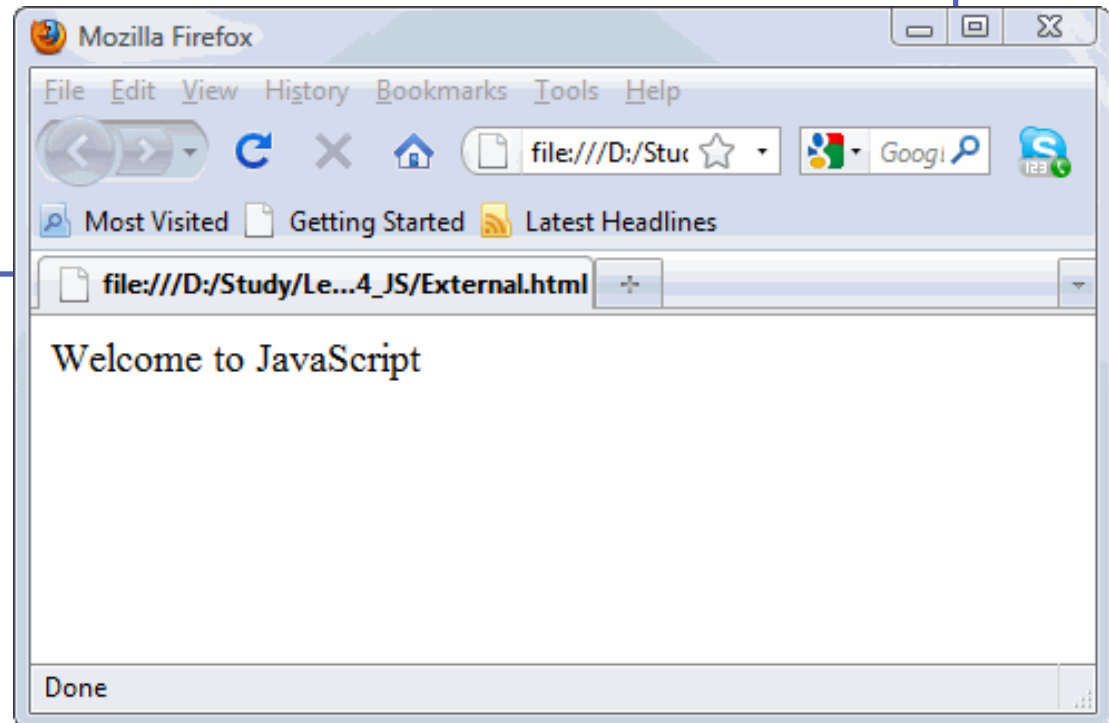 Mozilla Firefox
File Edit View History Bookmarks Tools Help
file:///D:/Stu Googl
Most Visited Getting Started Latest Headlines
file:///D:/Study/Le...4_JS/External.html
Welcome to JavaScript
Done